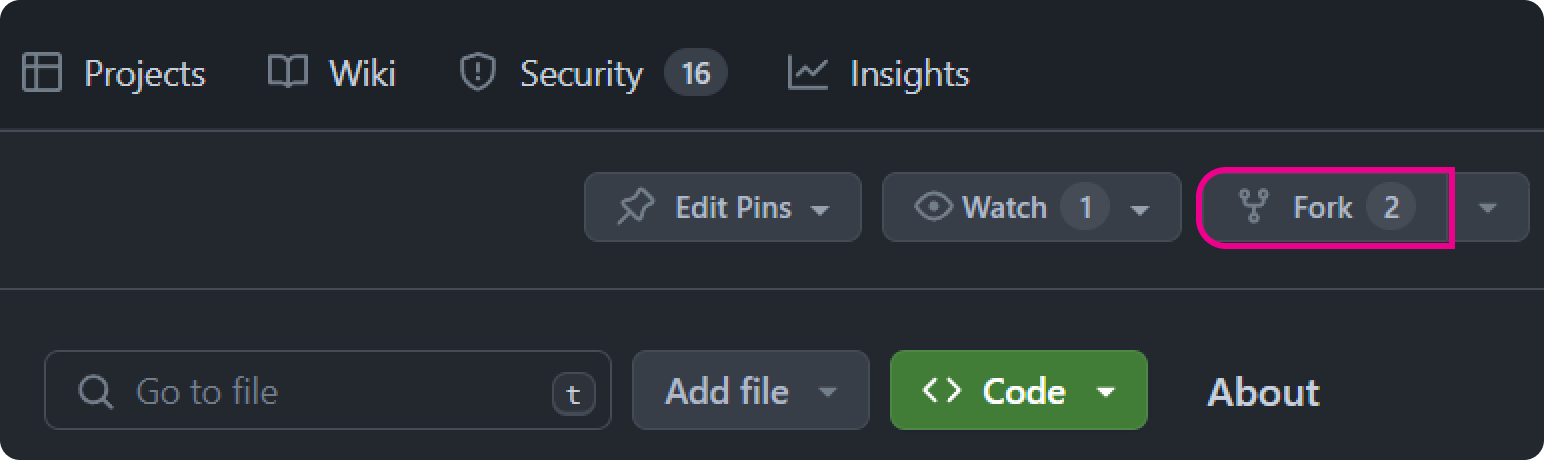 Projects Wiki Security 16 Insights
Edit Pins Watch 1 Fork 2
Go to file t Add file Code About